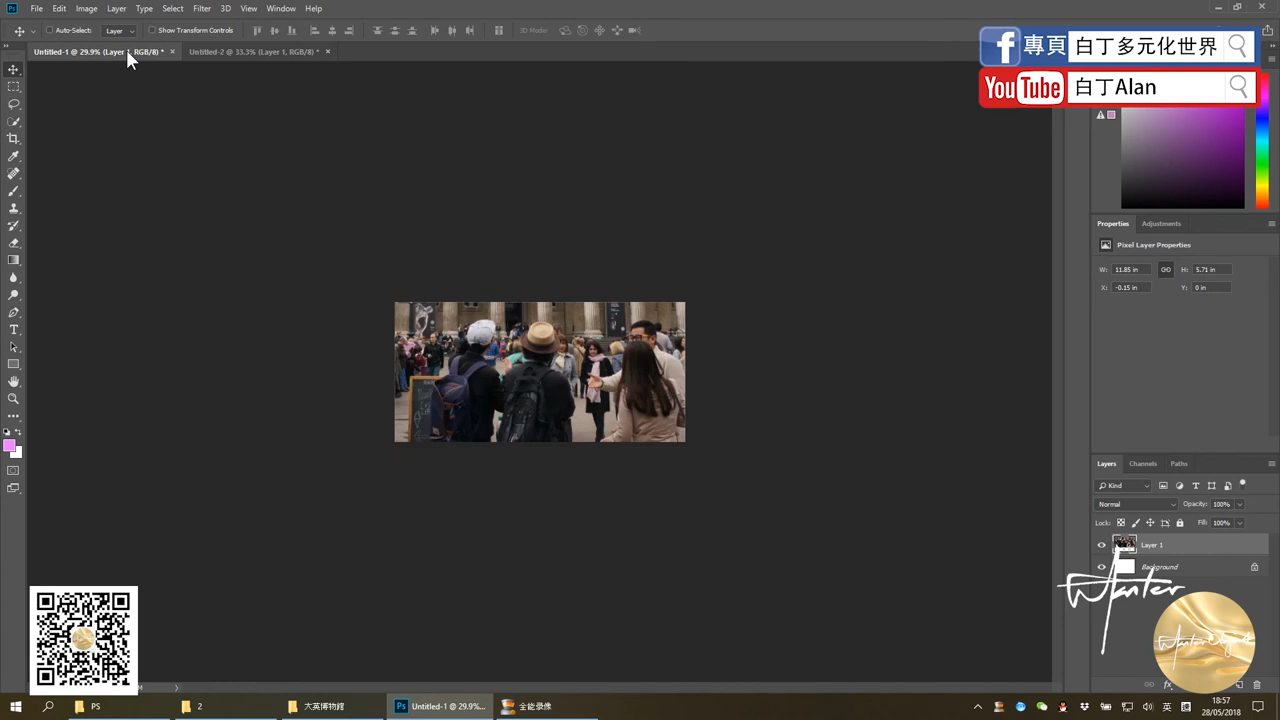 Ps File Edit Image Layer Type Select Filter 3D View Window Help
Auto-Select: Layer Show Transform Controls 3D Mode:
Untitled-1 @ 29.9% (Layer 1, RGB/8) * Untitled-2 @ 33.3% (Layer 1, RGB/8) *
f 專頁 白丁多元化世界
YouTube 白丁Alan
Properties Adjustments
Pixel Layer Properties
W: 11.85 in H: 5.71 in
X: -0.15 in Y: 0 in
Layers Channels Paths
Kind
Normal Opacity: 100%
Lock: Fill: 100%
Layer 1
Background
Wanter
fx
PS 2 大英博物館 Ps Untitled-1 @ 29.9%... 全能录像 英 18:57
28/05/2018